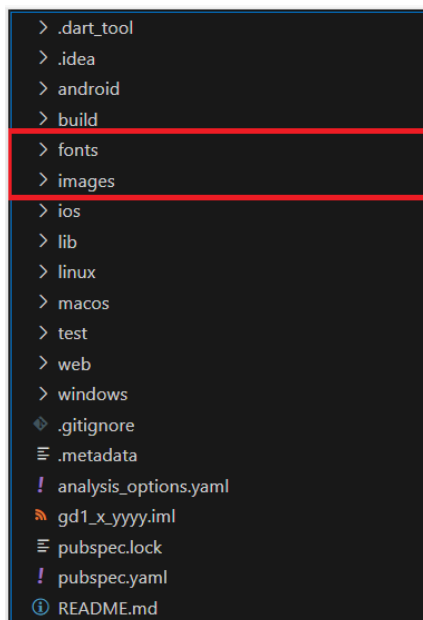 .dart_tool
.idea
android
build
fonts
images
ios
lib
linux
macos
test
web
windows
.gitignore
.metadata
analysis_options.yaml
gd1_x_yyyy.iml
pubspec.lock
pubspec.yaml
README.md